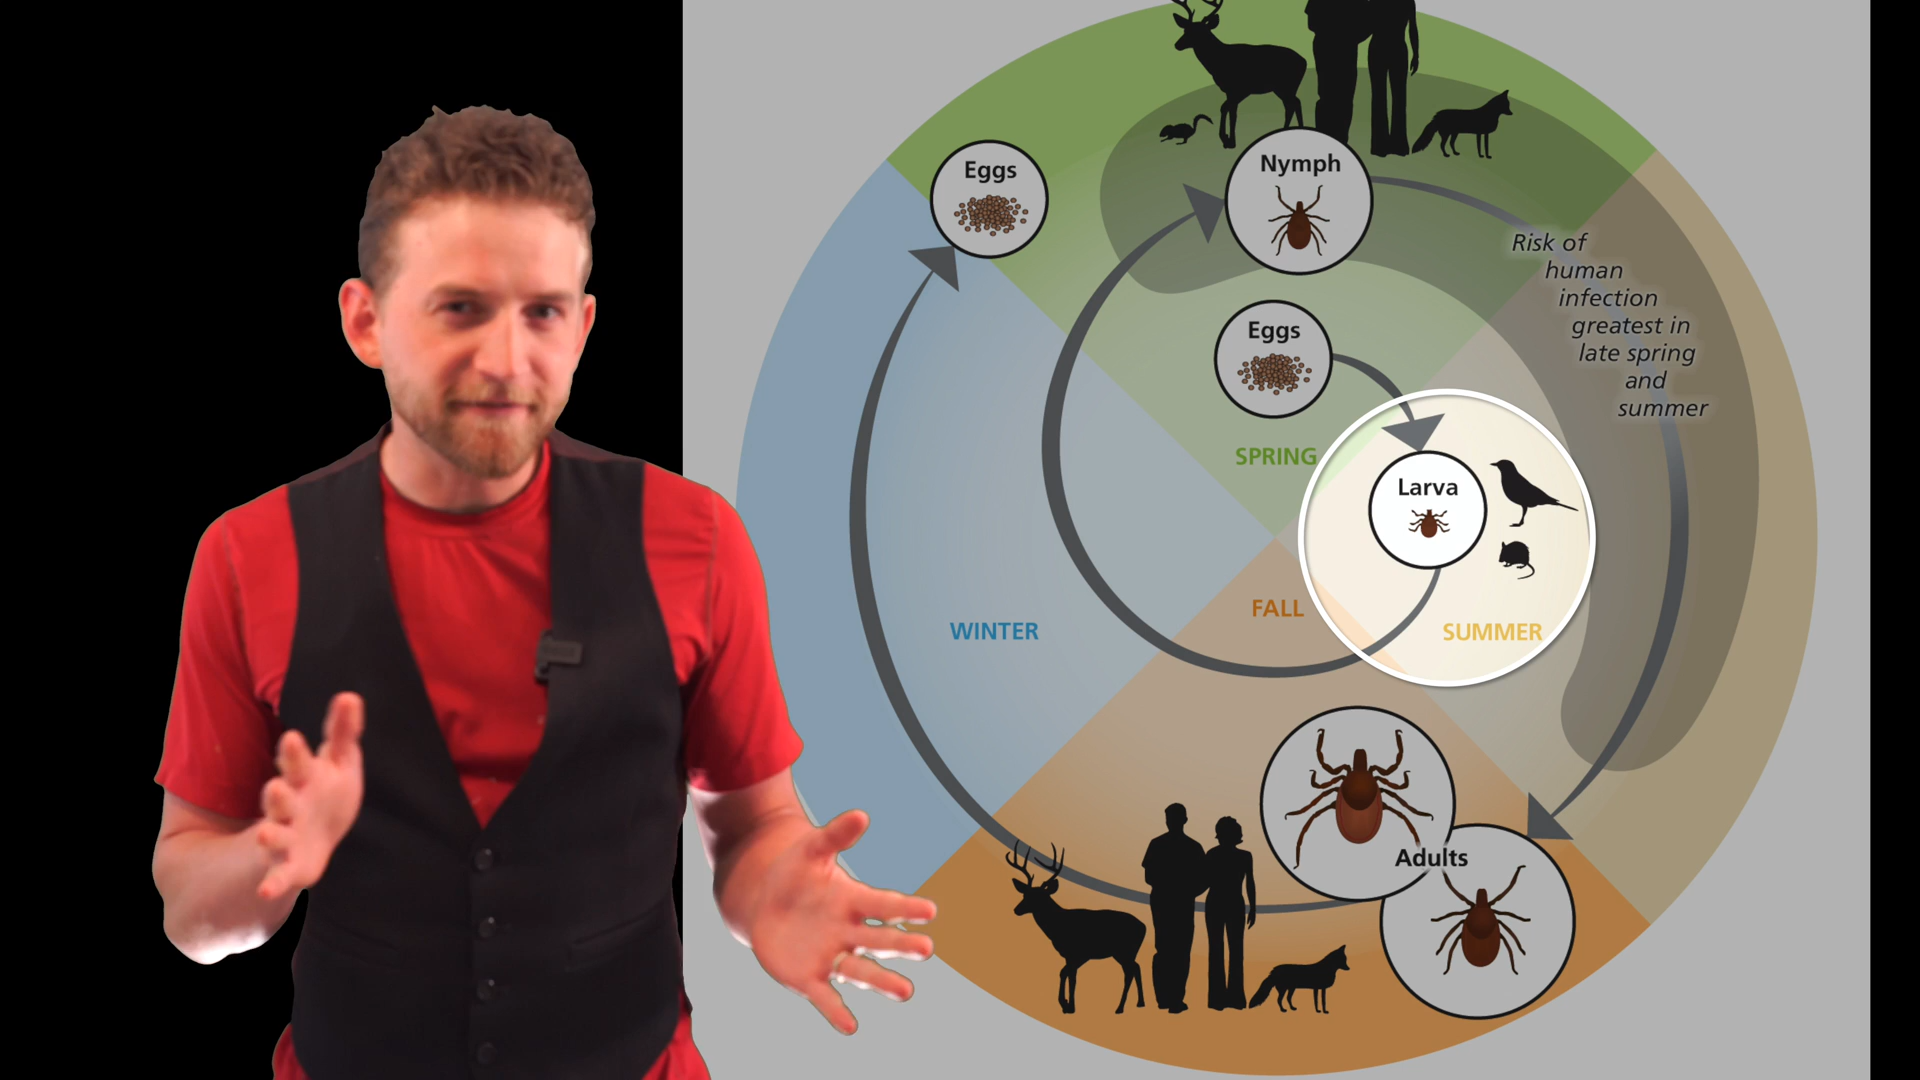 Eggs
Nymph
Risk of
human
infection
greatest in
late spring
and
summer
Eggs
SPRING
Larva
FALL
WINTER
SUMMER
Adults